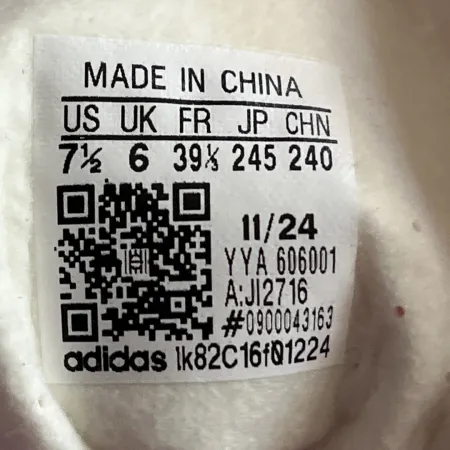 MADE IN CHINA
US UK FR JP CHN
7½ 6 39⅓ 245 240
11/24
YYA 606001
A:JI2716
#0900043163
adidas 1k82C16f01224